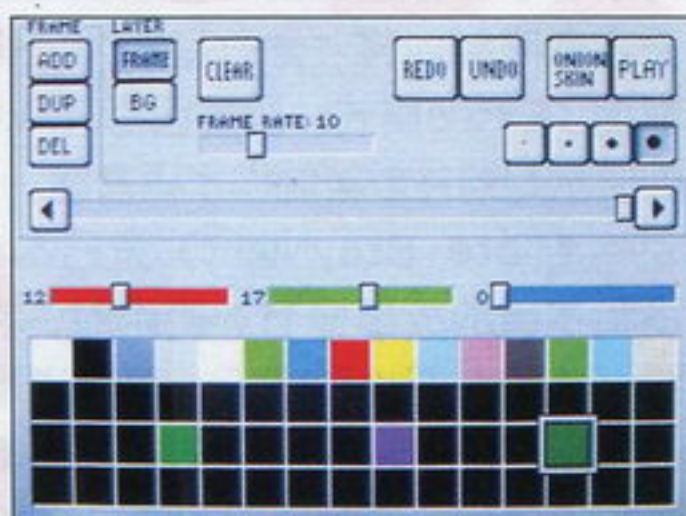 FRAME LAYER
ADD FRAME CLEAR REDO UNDO ONION SKIN PLAY
DUP BG
DEL
FRAME RATE: 10
12 17 0